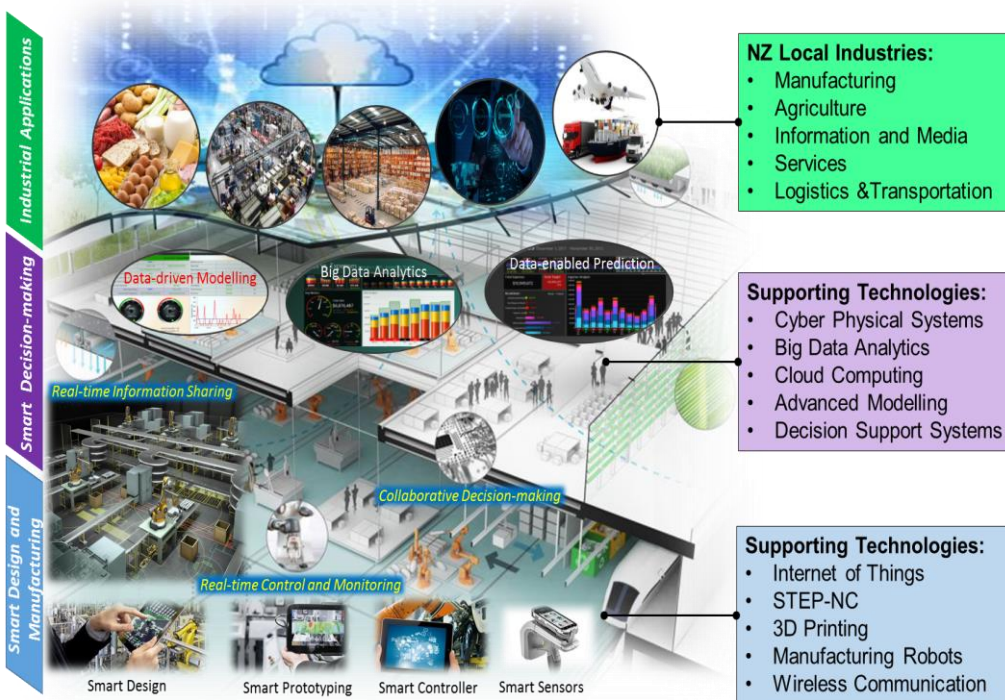 Industrial Applications
Smart Decision-making
Smart Design and
Manufacturing
Data-driven Modelling
Big Data Analytics
Data-enabled Prediction
Real-time Information Sharing
Collaborative Decision-making
Real-time Control and Monitoring
Smart Design
Smart Prototyping
Smart Controller
Smart Sensors
NZ Local Industries:
• Manufacturing
• Agriculture
• Information and Media
• Services
• Logistics &Transportation
Supporting Technologies:
• Cyber Physical Systems
• Big Data Analytics
• Cloud Computing
• Advanced Modelling
• Decision Support Systems
Supporting Technologies:
• Internet of Things
• STEP-NC
• 3D Printing
• Manufacturing Robots
• Wireless Communication